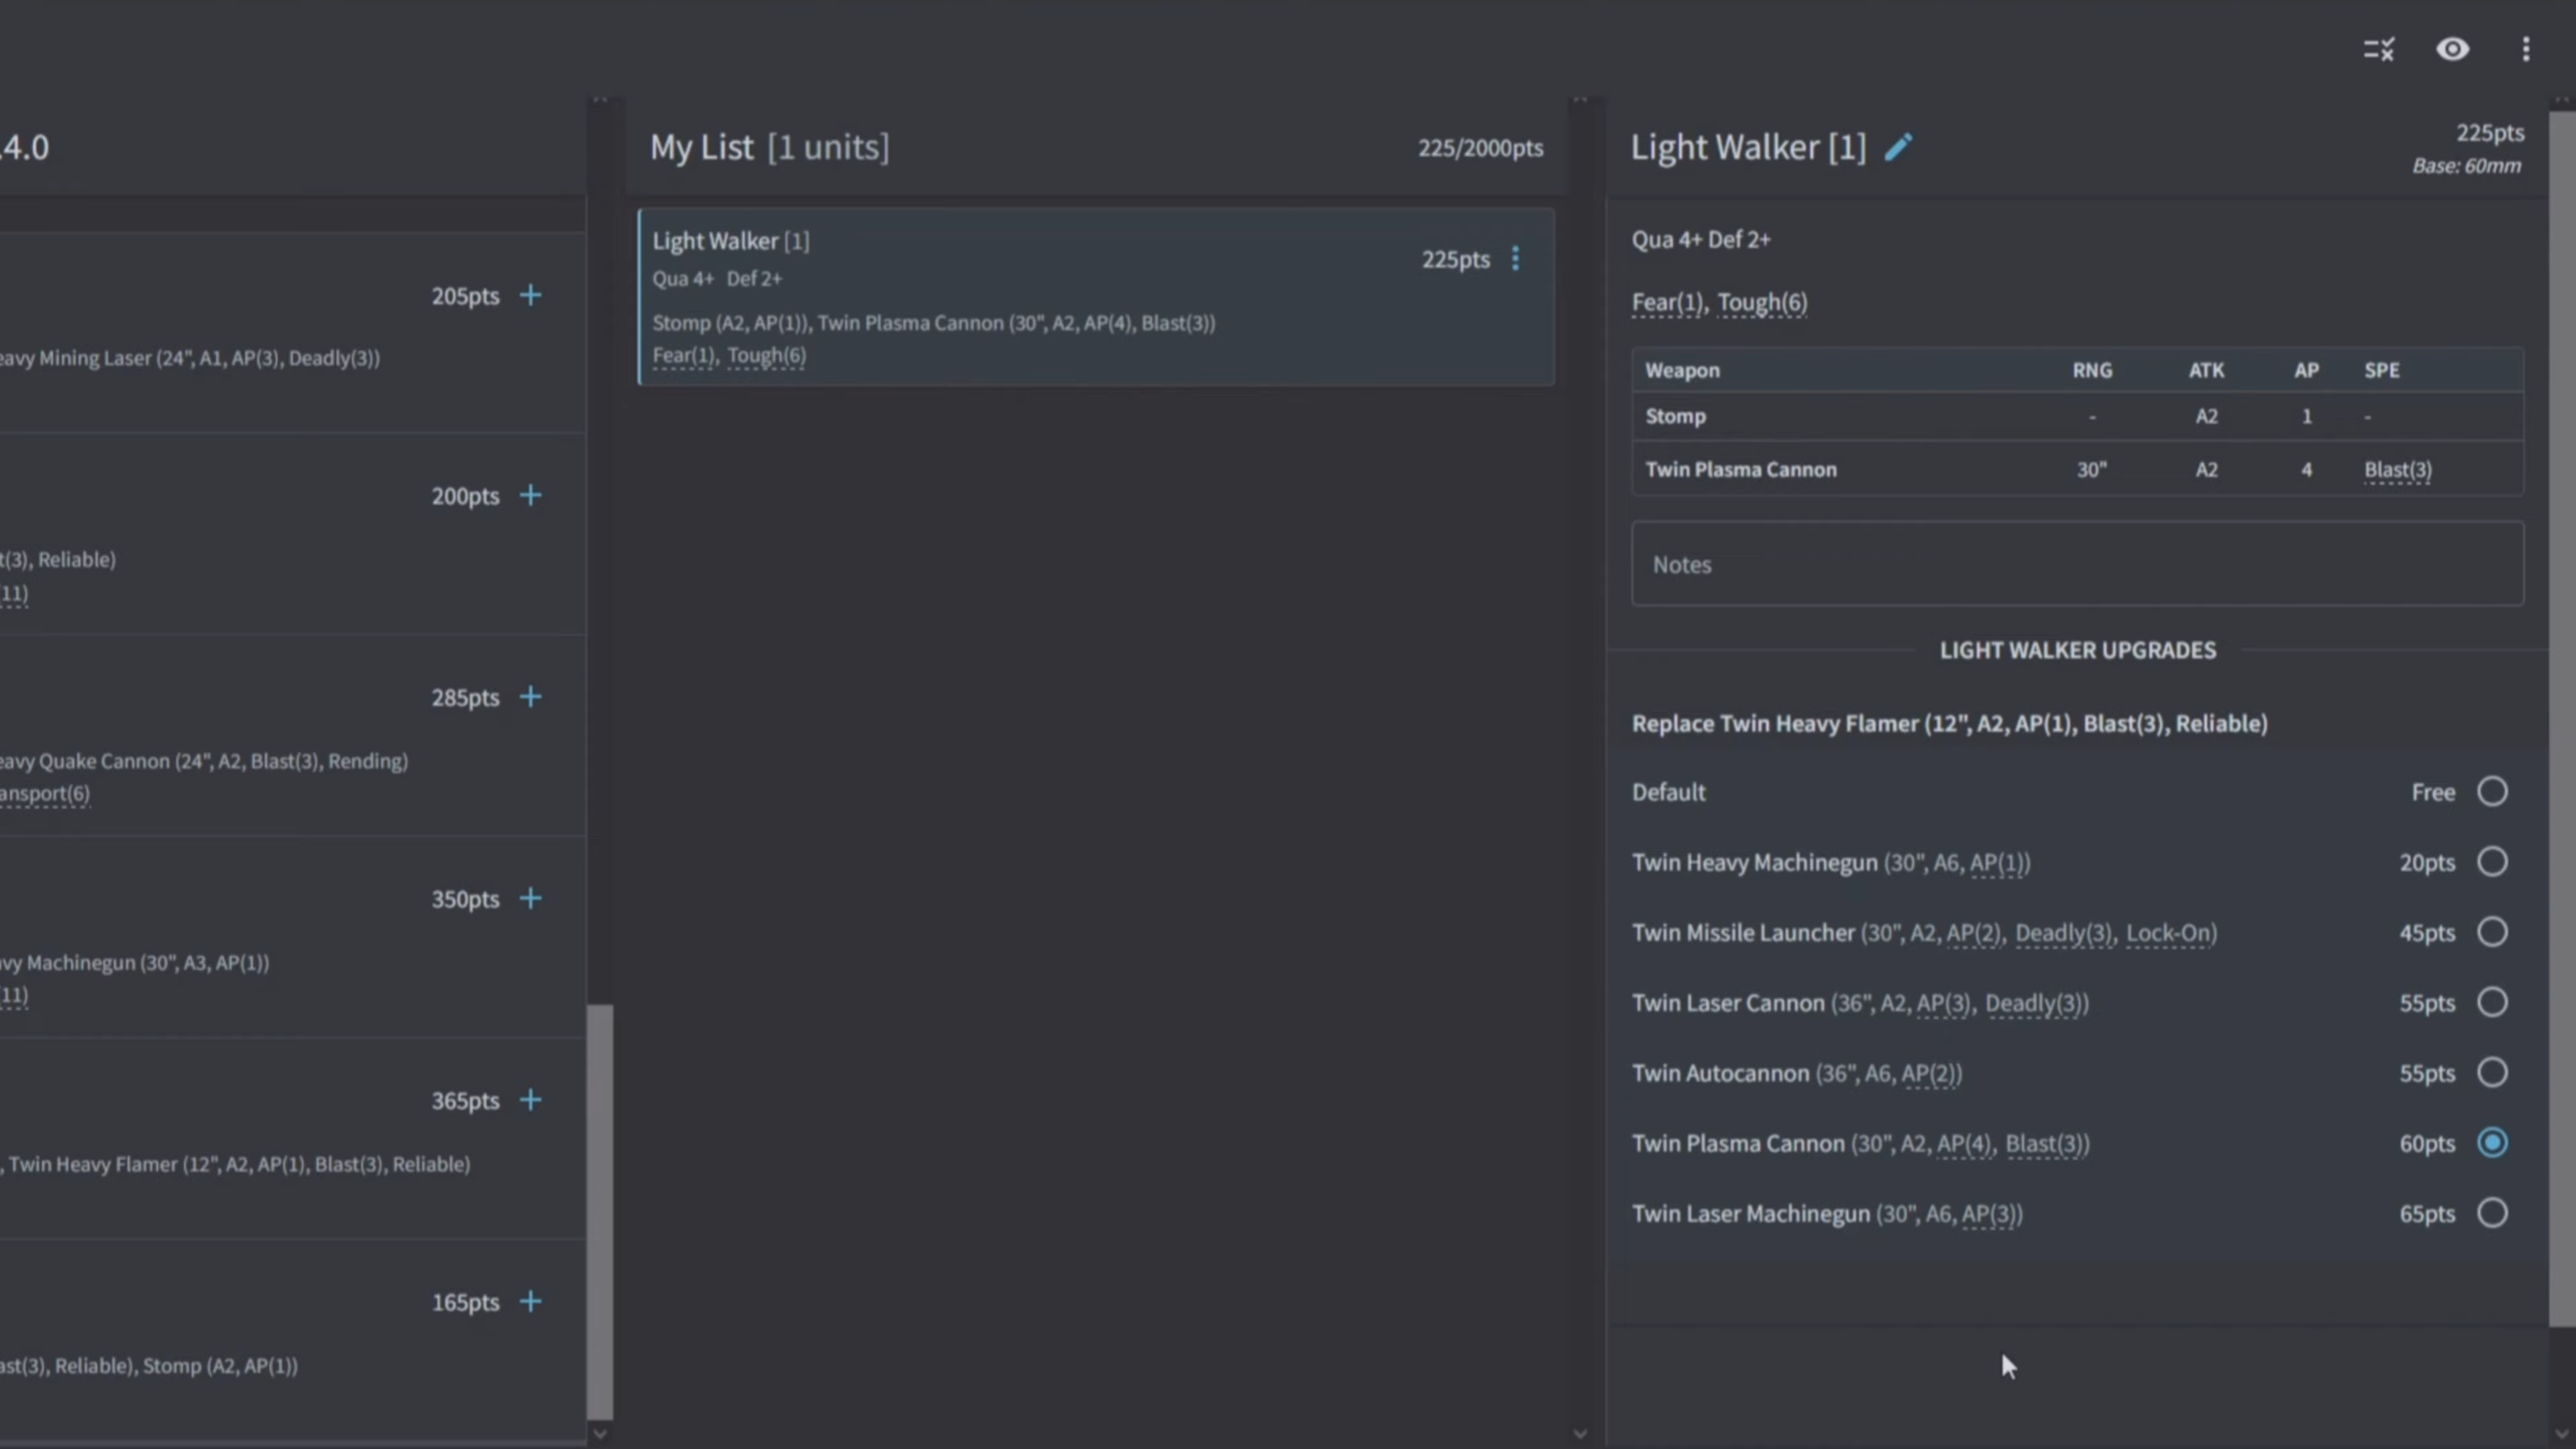 .4.0
205pts
eavy Mining Laser (24", A1, AP(3), Deadly(3))
200pts
t(3), Reliable)
11)
285pts
eavy Quake Cannon (24", A2, Blast(3), Rending)
ansport(6)
350pts
vy Machinegun (30", A3, AP(1))
11)
365pts
, Twin Heavy Flamer (12", A2, AP(1), Blast(3), Reliable)
165pts
ast(3), Reliable), Stomp (A2, AP(1))
My List [1 units]
225/2000pts
Light Walker [1]
225pts
Qua 4+ Def 2+
Stomp (A2, AP(1)), Twin Plasma Cannon (30", A2, AP(4), Blast(3))
Fear(1), Tough(6)
Light Walker [1]
225pts
Base: 60mm
Qua 4+ Def 2+
Fear(1), Tough(6)
Weapon RNG ATK AP SPE
Stomp - A2 1 -
Twin Plasma Cannon 30" A2 4 Blast(3)
Notes
LIGHT WALKER UPGRADES
Replace Twin Heavy Flamer (12", A2, AP(1), Blast(3), Reliable)
Default Free
Twin Heavy Machinegun (30", A6, AP(1)) 20pts
Twin Missile Launcher (30", A2, AP(2), Deadly(3), Lock-On) 45pts
Twin Laser Cannon (36", A2, AP(3), Deadly(3)) 55pts
Twin Autocannon (36", A6, AP(2)) 55pts
Twin Plasma Cannon (30", A2, AP(4), Blast(3)) 60pts
Twin Laser Machinegun (30", A6, AP(3)) 65pts